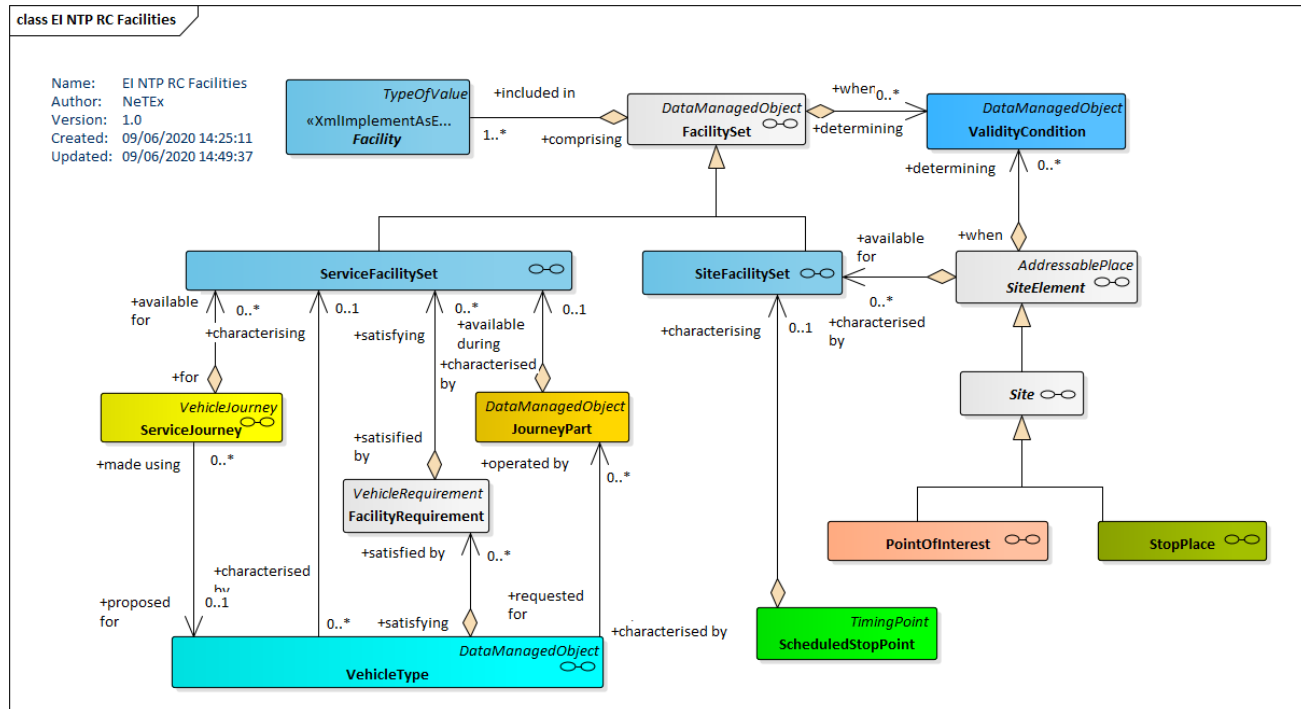 class EI NTP RC Facilities
Name: EI NTP RC Facilities
Author: NeTEx
Version: 1.0
Created: 09/06/2020 14:25:11
Updated: 09/06/2020 14:49:37
TypeOfValue
«XmlImplementAsE...
Facility
+included in
1..*
+comprising
DataManagedObject
FacilitySet
+when
0..*
+determining
DataManagedObject
ValidityCondition
+determining
0..*
+when
ServiceFacilitySet
SiteFacilitySet
+available
for
0..*
+characterised
by
AddressablePlace
SiteElement
+available
for
0..*
+characterising
0..1
+satisfying
0..*
+available
during
0..1
+characterised
by
+characterising
0..1
+for
VehicleJourney
ServiceJourney
DataManagedObject
JourneyPart
Site
+made using
0..*
+satisfied
by
+operated by
0..*
VehicleRequirement
FacilityRequirement
PointOfInterest
StopPlace
+satisfied by
0..*
+characterised
by
+proposed
for
0..1
0..*
+satisfying
+requested
for
+characterised by
TimingPoint
ScheduledStopPoint
DataManagedObject
VehicleType